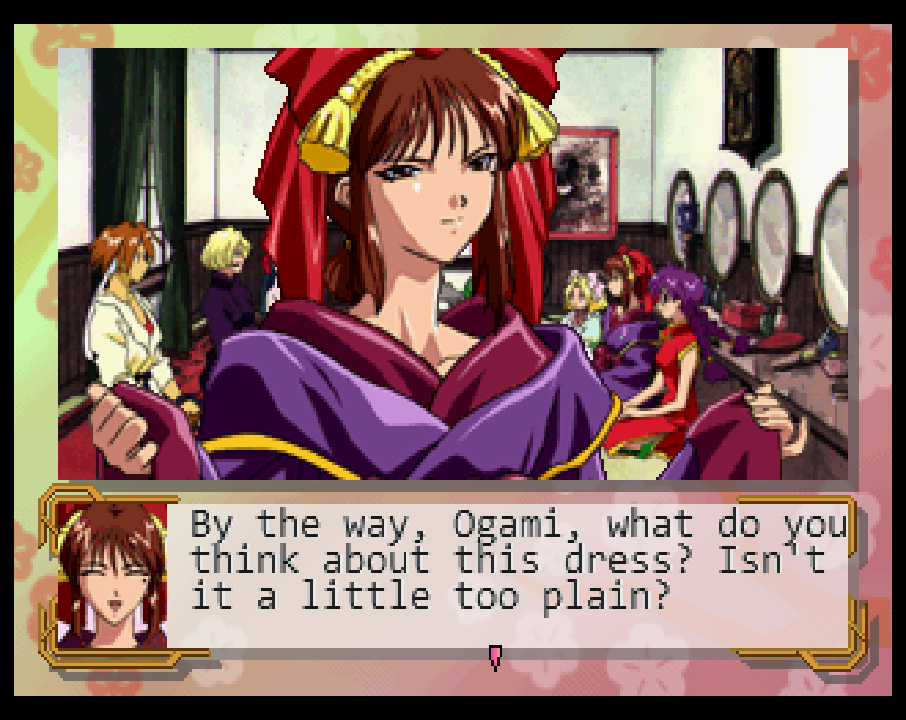 By the way, Ogami, what do you
think about this dress? Isn't
it a little too plain?